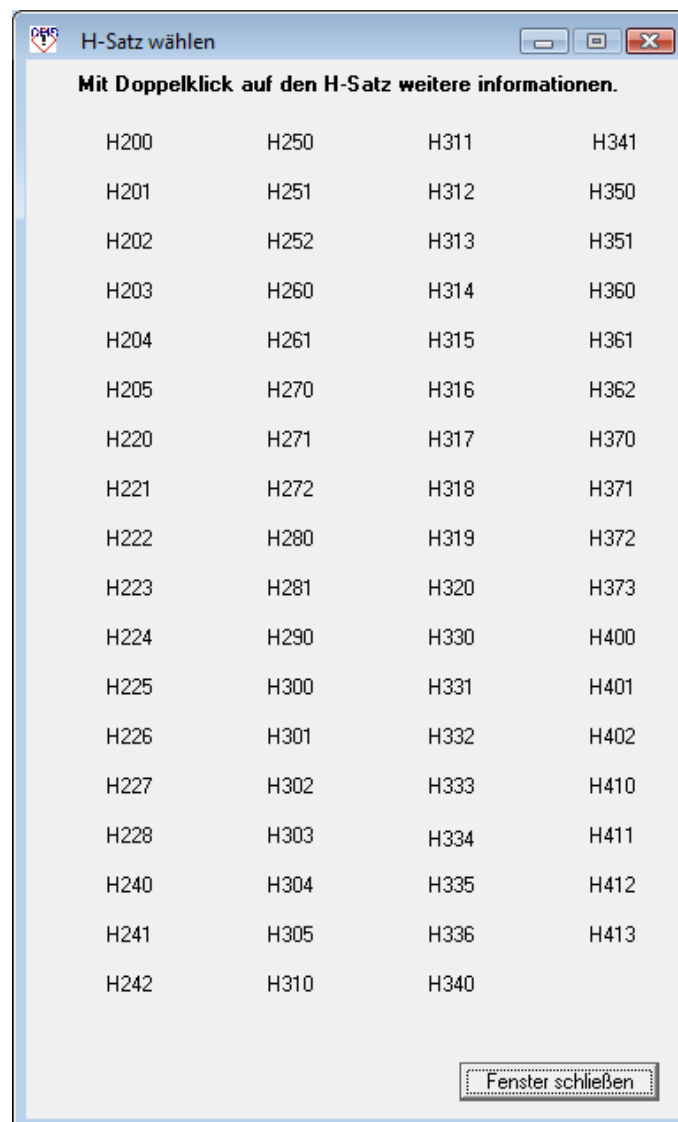 H-Satz wählen
Mit Doppelklick auf den H-Satz weitere informationen.
H200 H250 H311 H341
H201 H251 H312 H350
H202 H252 H313 H351
H203 H260 H314 H360
H204 H261 H315 H361
H205 H270 H316 H362
H220 H271 H317 H370
H221 H272 H318 H371
H222 H280 H319 H372
H223 H281 H320 H373
H224 H290 H330 H400
H225 H300 H331 H401
H226 H301 H332 H402
H227 H302 H333 H410
H228 H303 H334 H411
H240 H304 H335 H412
H241 H305 H336 H413
H242 H310 H340
Fenster schließen